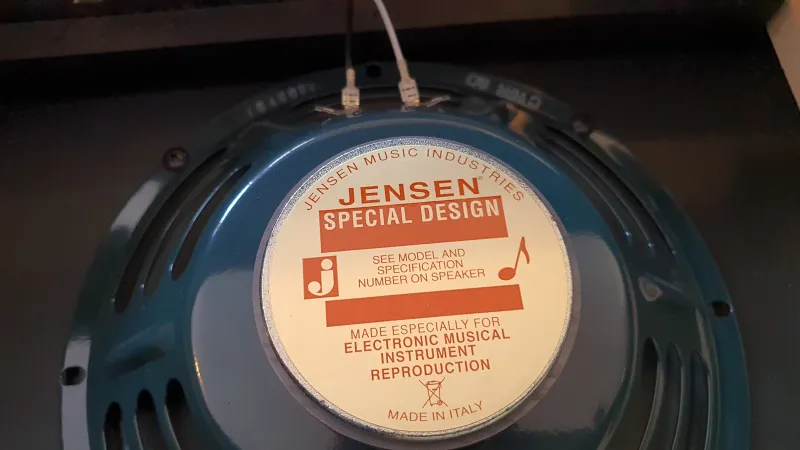 JENSEN MUSIC INDUSTRIES
JENSEN®
SPECIAL DESIGN
j
SEE MODEL AND
SPECIFICATION
NUMBER ON SPEAKER
MADE ESPECIALLY FOR
ELECTRONIC MUSICAL
INSTRUMENT
REPRODUCTION
MADE IN ITALY